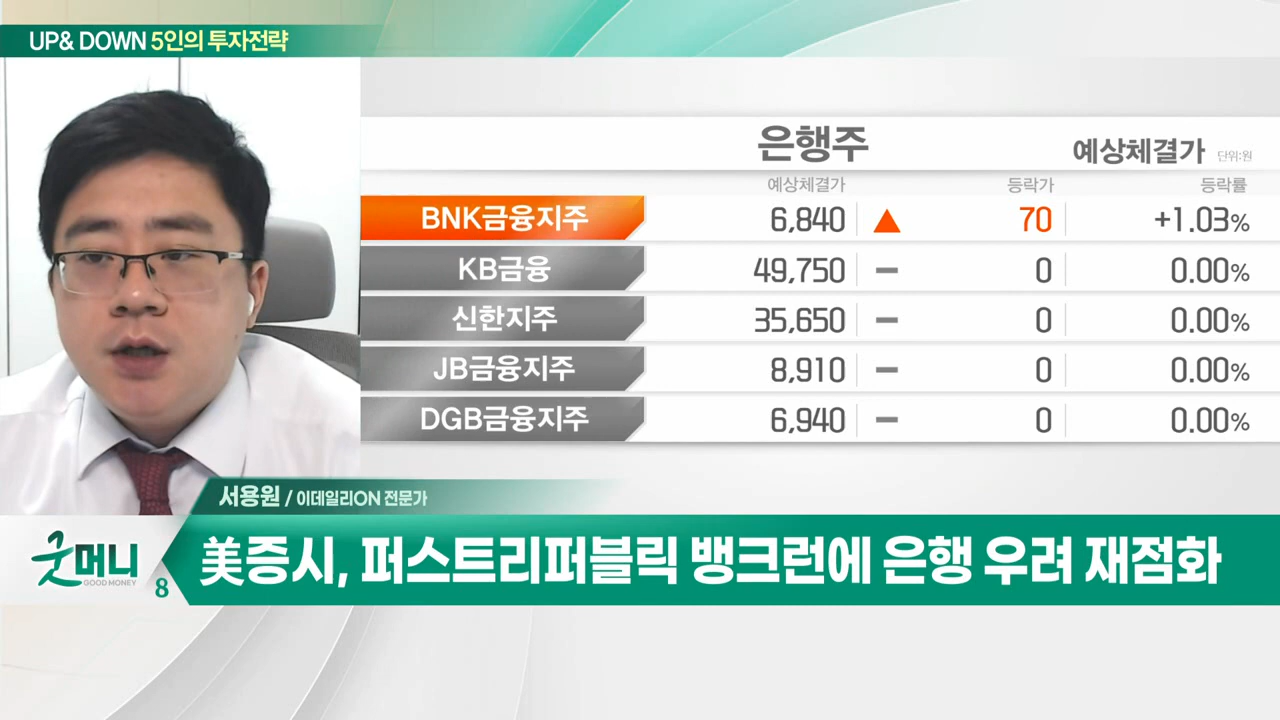 UP& DOWN 5인의 투자전략
은행주 예상체결가 단위:원
예상체결가 등락가 등락률
BNK금융지주 6,840 ▲ 70 +1.03%
KB금융 49,750 - 0 0.00%
신한지주 35,650 - 0 0.00%
JB금융지주 8,910 - 0 0.00%
DGB금융지주 6,940 - 0 0.00%
서용원 / 이데일리ON 전문가
굿머니
GOOD MONEY
8
美증시, 퍼스트리퍼블릭 뱅크런에 은행 우려 재점화